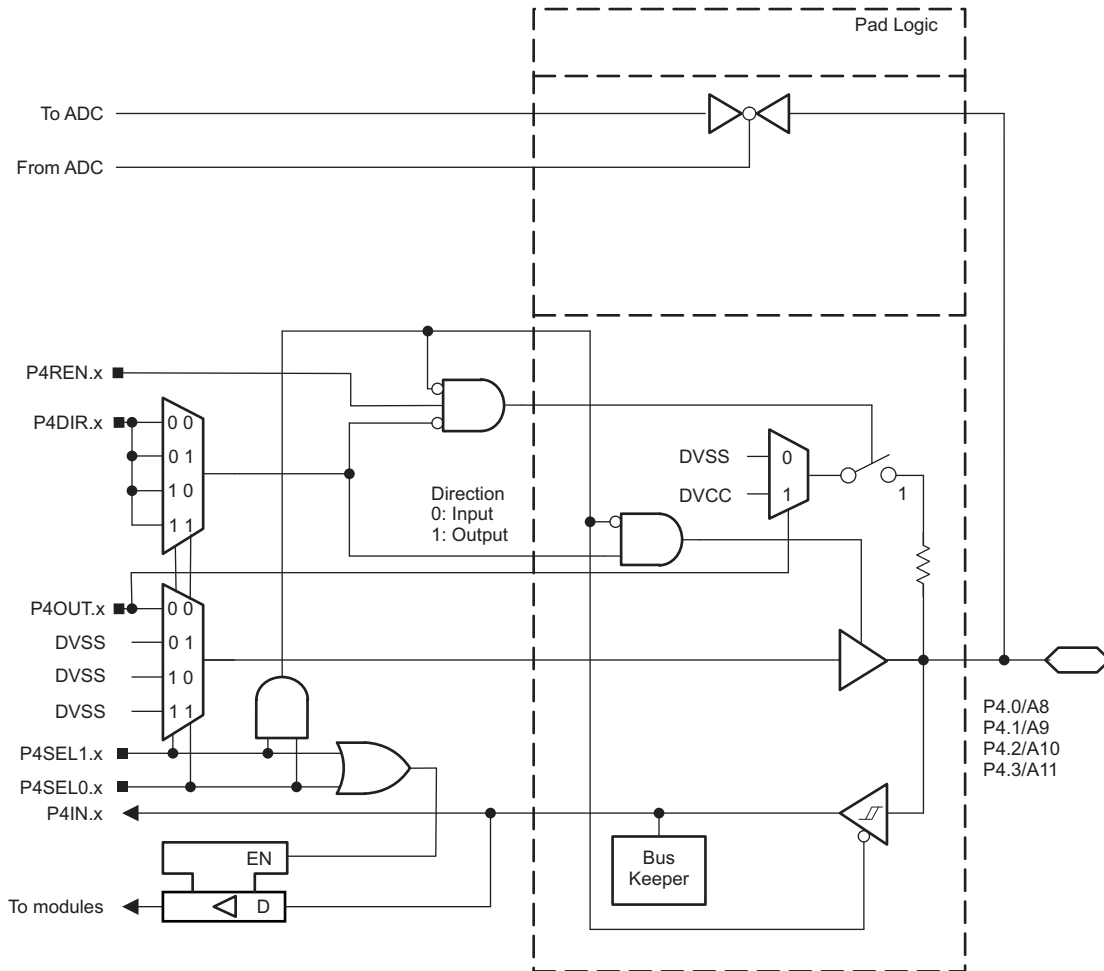 Pad Logic
To ADC
From ADC
P4REN.x
P4DIR.x
0 0
0 1
1 0
1 1
Direction
0: Input
1: Output
DVSS
0
DVCC
1
1
P4OUT.x
0 0
DVSS
0 1
DVSS
1 0
DVSS
1 1
P4.0/A8
P4.1/A9
P4.2/A10
P4.3/A11
P4SEL1.x
P4SEL0.x
P4IN.x
Bus
Keeper
EN
To modules
D